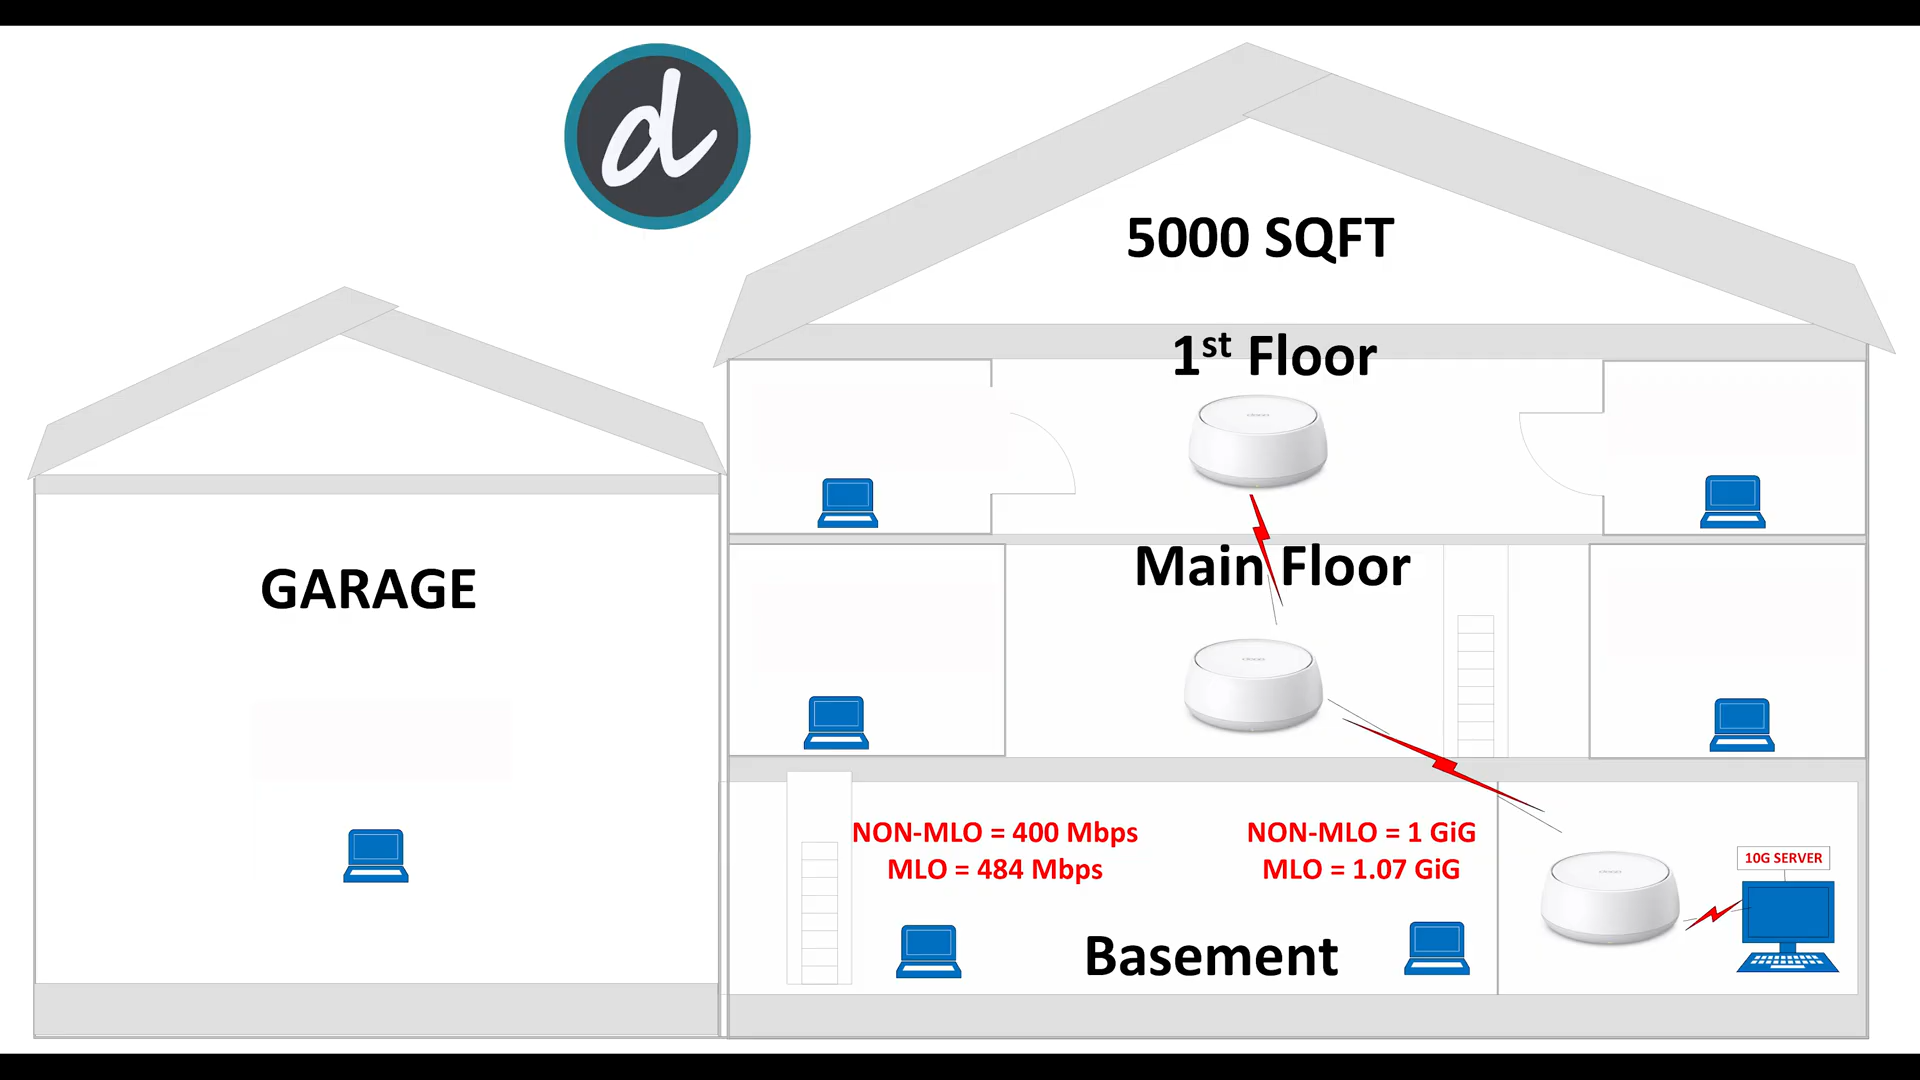 d
5000 SQFT
1st Floor
GARAGE
Main Floor
NON-MLO = 400 Mbps
MLO = 484 Mbps
NON-MLO = 1 GiG
MLO = 1.07 GiG
10G SERVER
Basement